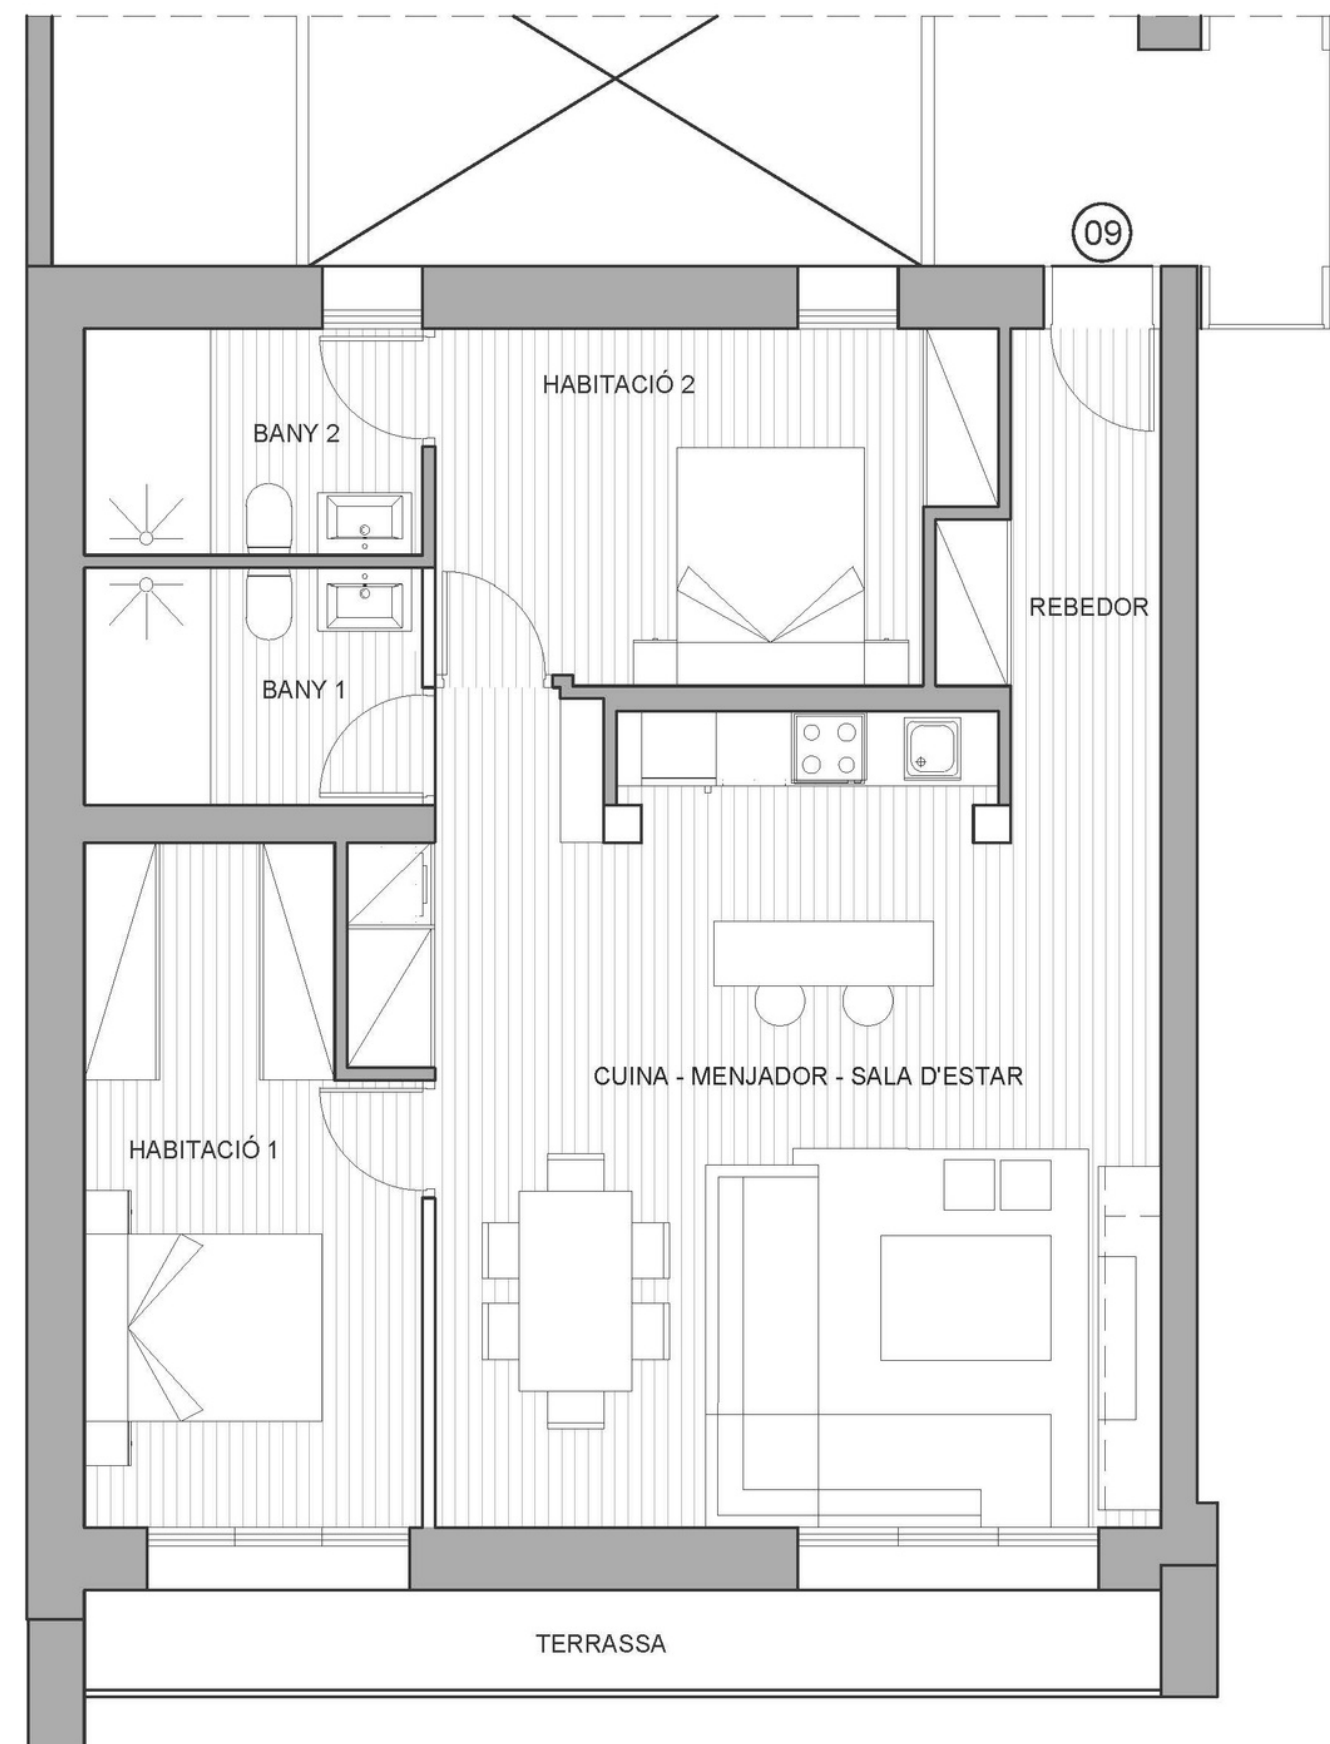 09
HABITACIÓ 2
BANY 2
REBEDOR
BANY 1
CUINA - MENJADOR - SALA D'ESTAR
HABITACIÓ 1
TERRASSA